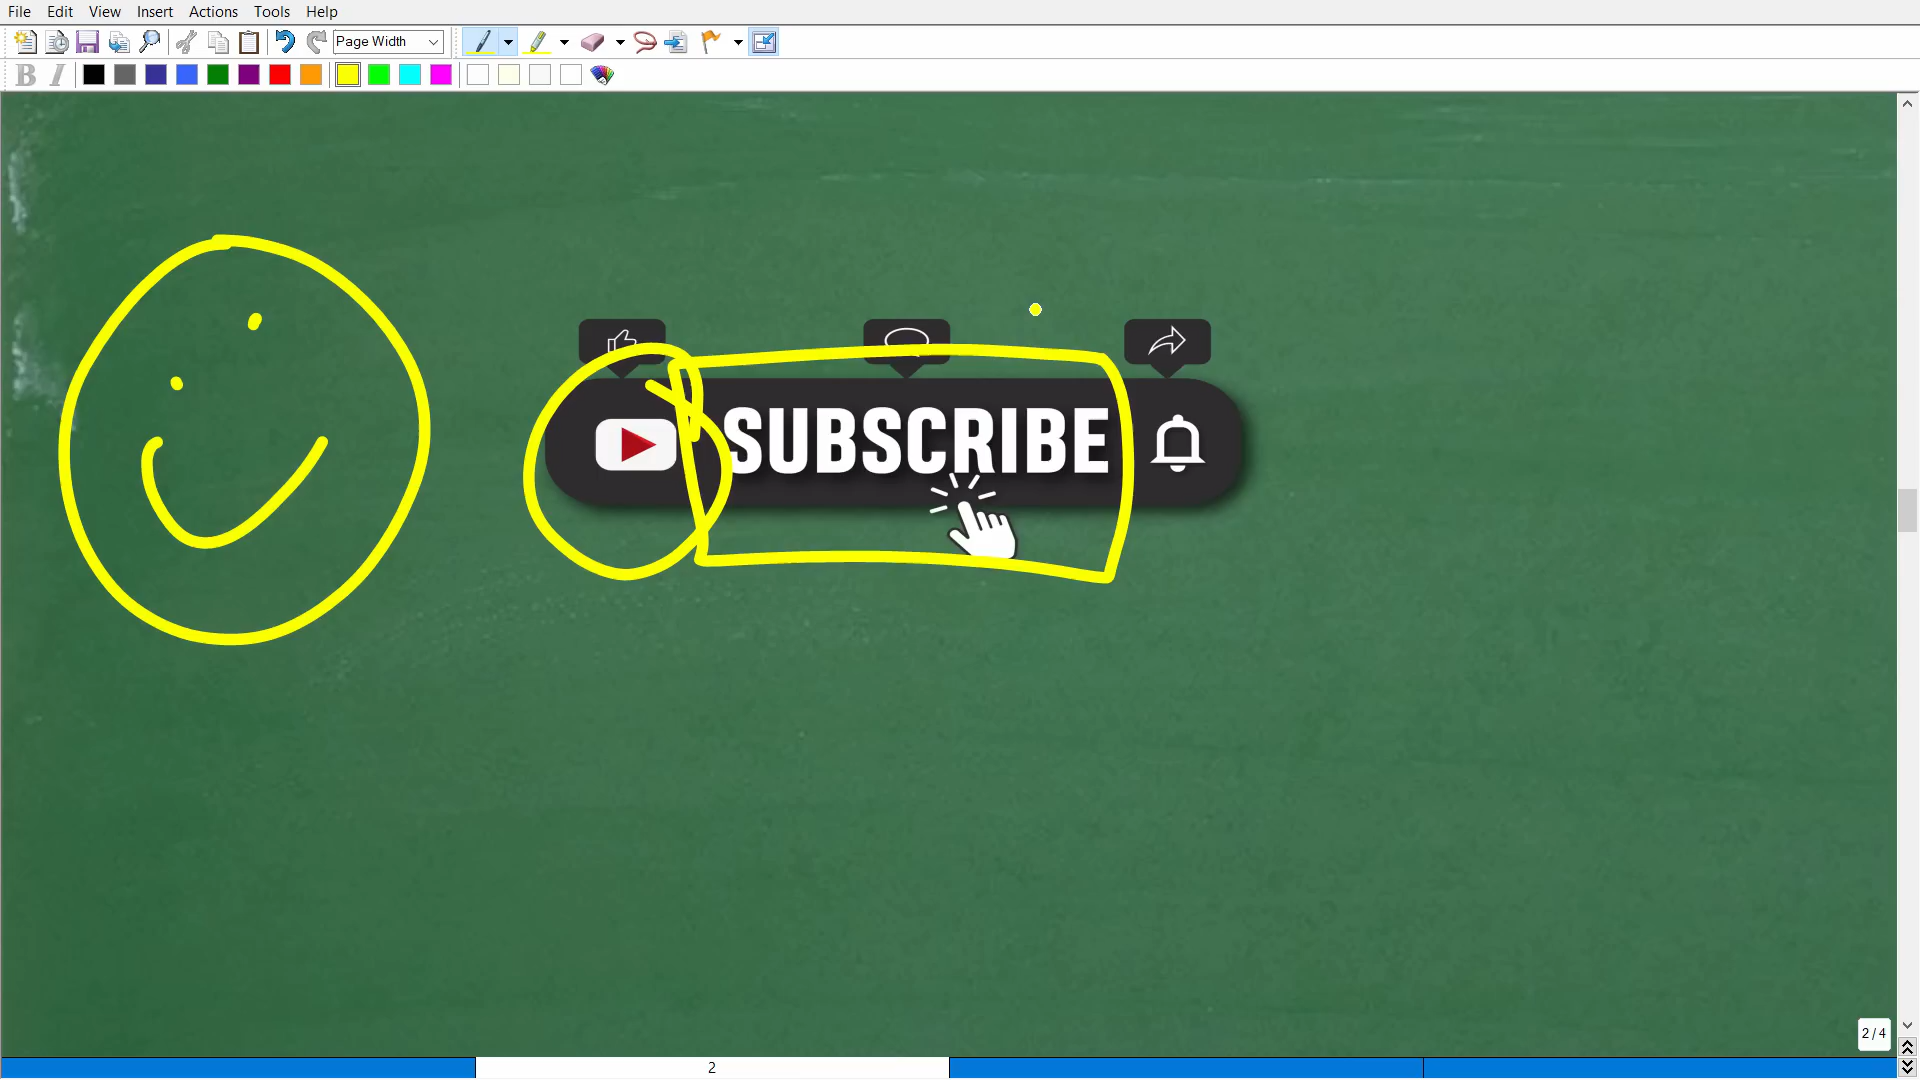 File Edit View Insert Actions Tools Help
Page Width
B I
SUBSCRIBE
2 / 4
2